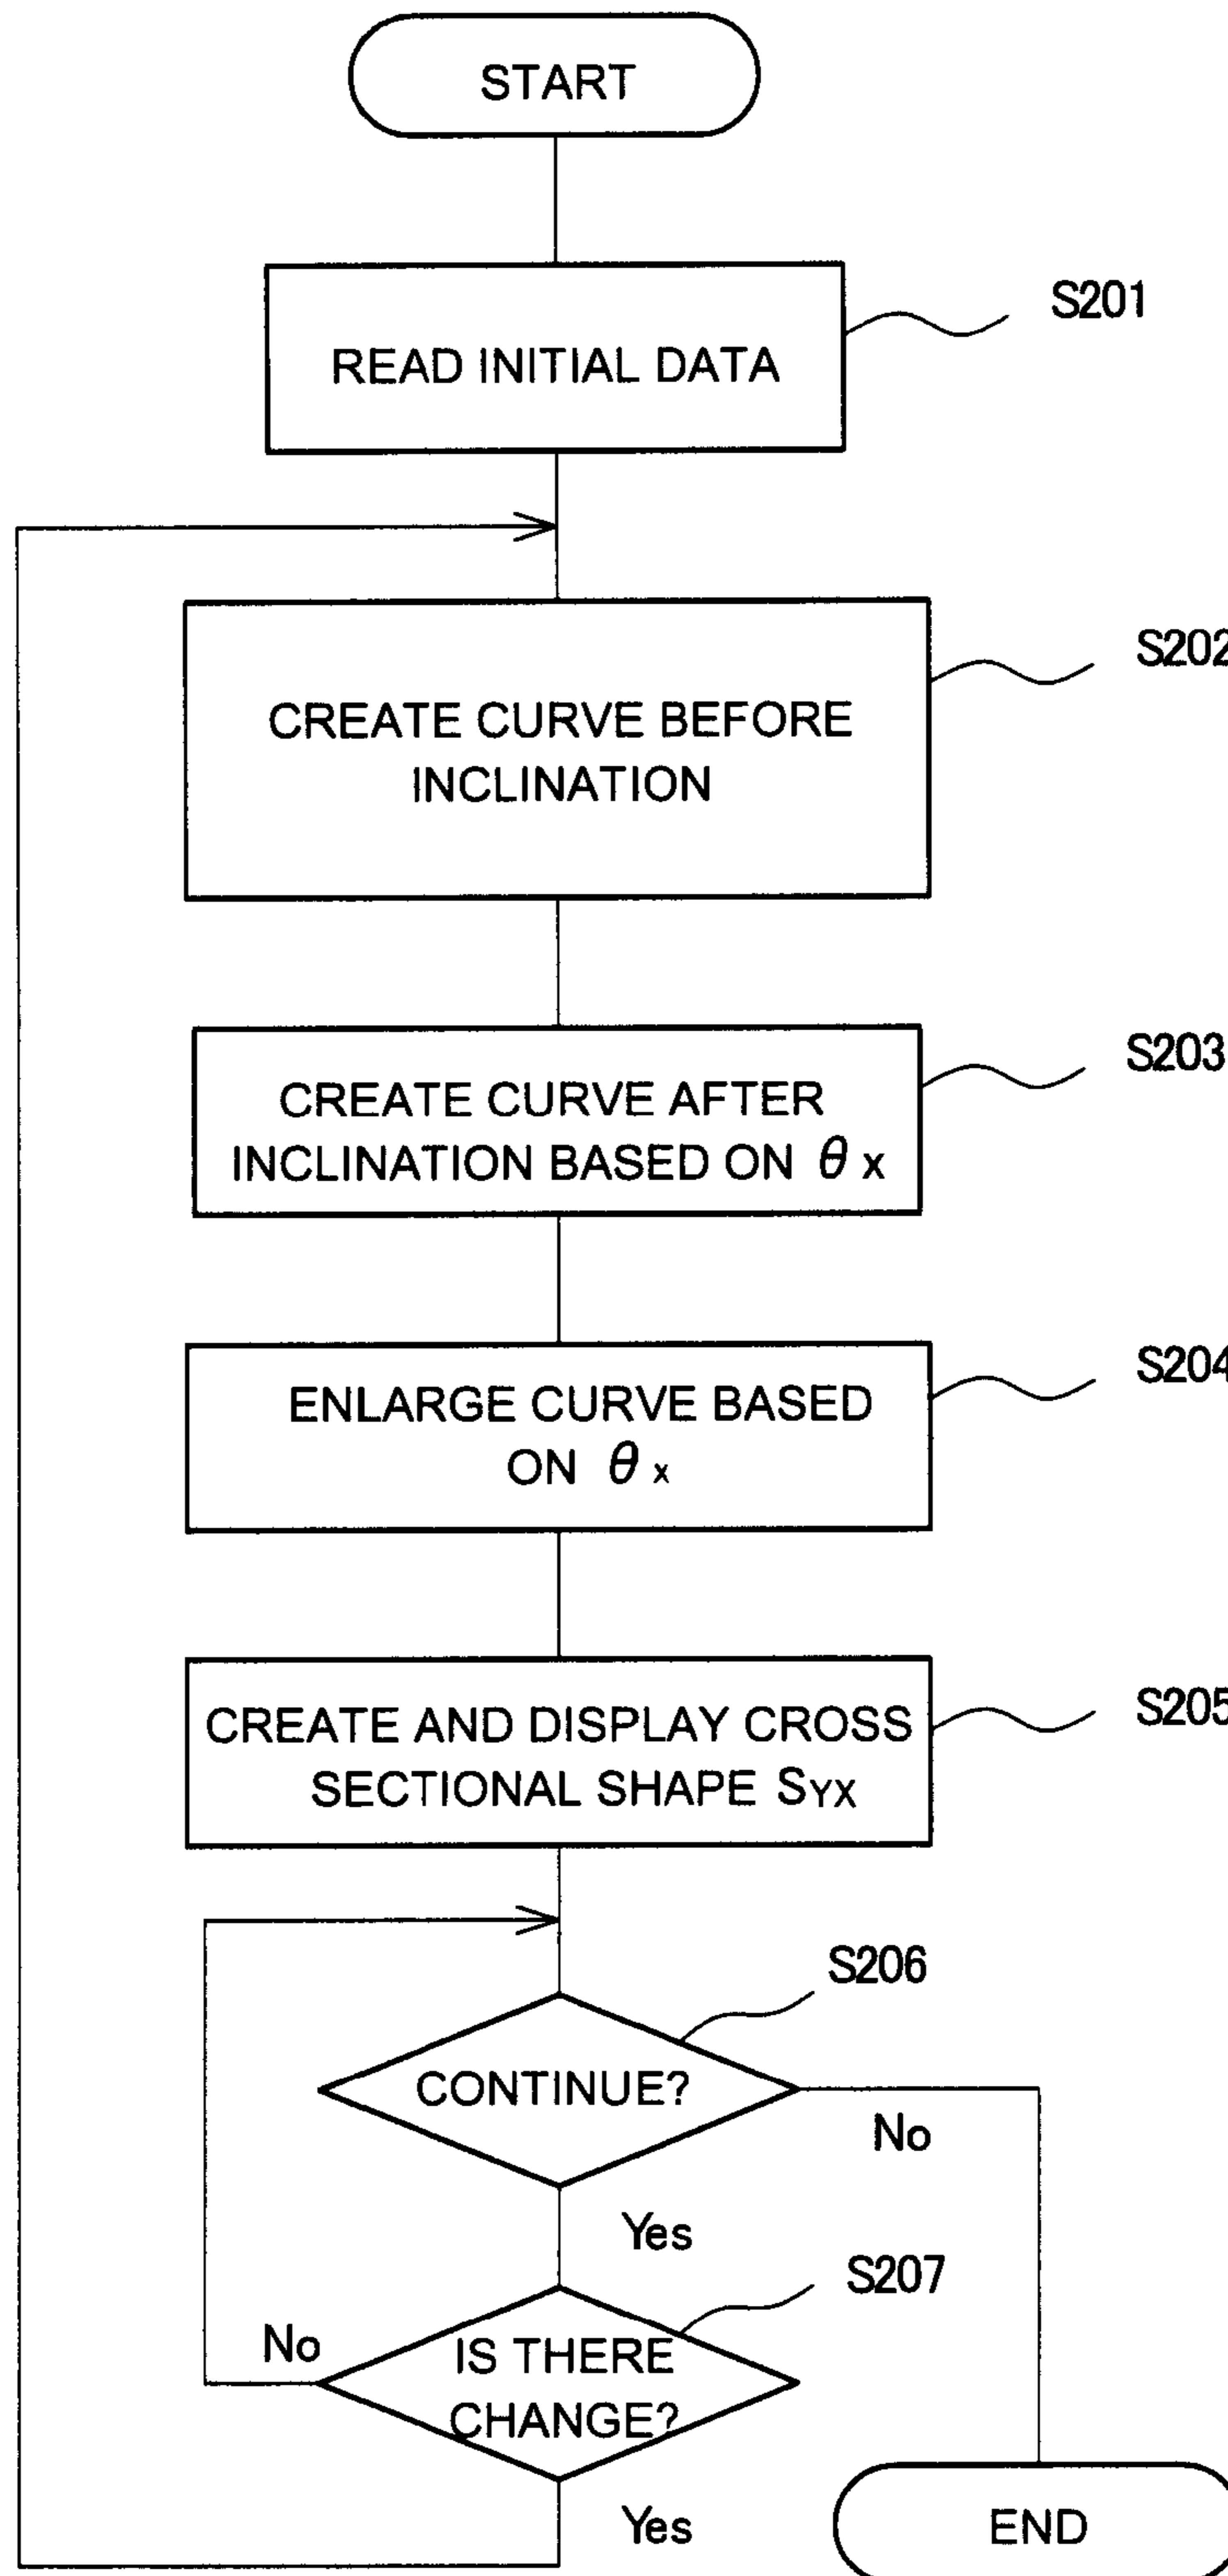 START
S201
READ INITIAL DATA
S202
CREATE CURVE BEFORE
INCLINATION
S203
CREATE CURVE AFTER
INCLINATION BASED ON θx
S204
ENLARGE CURVE BASED
ON θx
S205
CREATE AND DISPLAY CROSS
SECTIONAL SHAPE SYX
S206
CONTINUE?
No
Yes
S207
No
IS THERE
CHANGE?
Yes
END